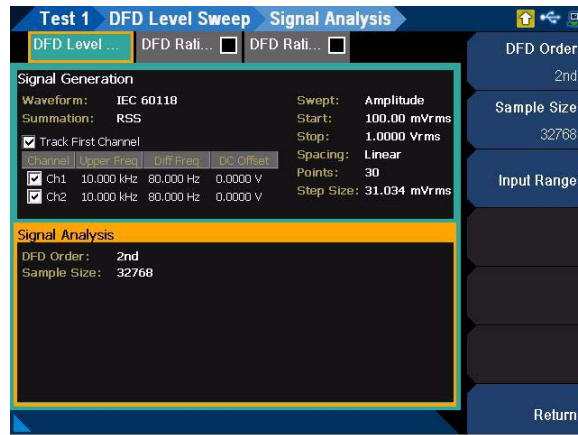 Test 1 DFD Level Sweep Signal Analysis
DFD Level ... DFD Rati... DFD Rati...
Signal Generation
Waveform: IEC 60118
Summation: RSS
Track First Channel
Channel Upper Freq Diff Freq DC Offset
Ch1 10.000 kHz 80.000 Hz 0.0000 V
Ch2 10.000 kHz 80.000 Hz 0.0000 V
Swept: Amplitude
Start: 100.00 mVrms
Stop: 1.0000 Vrms
Spacing: Linear
Points: 30
Step Size: 31.034 mVrms
Signal Analysis
DFD Order: 2nd
Sample Size: 32768
DFD Order
2nd
Sample Size
32768
Input Range
Return